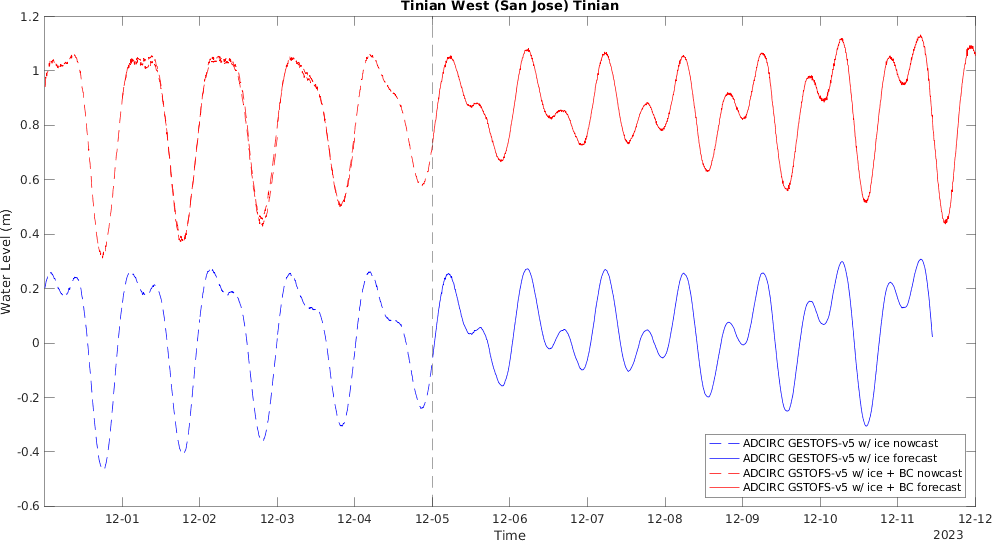 Tinian West (San Jose) Tinian
1.2
1
0.8
0.6
0.4
0.2
0
-0.2
-0.4
-0.6
Water Level (m)
ADCIRC GESTOFS-v5 w/ ice nowcast
ADCIRC GESTOFS-v5 w/ ice forecast
ADCIRC GSTOFS-v5 w/ ice + BC nowcast
ADCIRC GSTOFS-v5 w/ ice + BC forecast
12-01 12-02 12-03 12-04 12-05 12-06 12-07 12-08 12-09 12-10 12-11 12-12
Time
2023